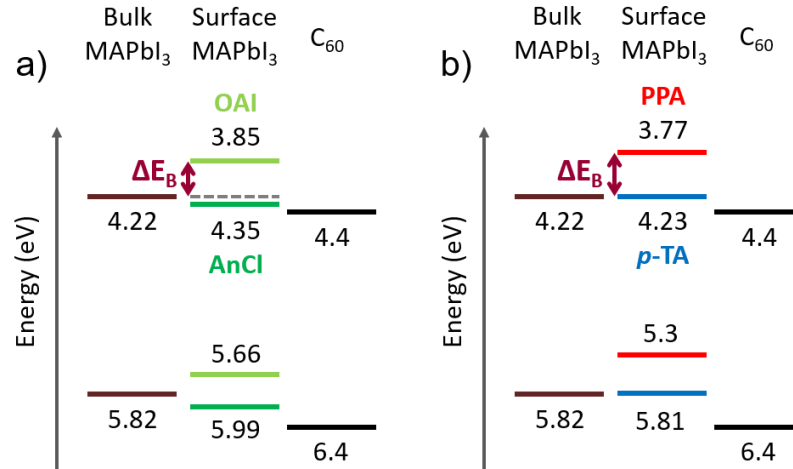 a)
Bulk
MAPbI₃
Surface
MAPbI₃
C₆₀
OAI
3.85
ΔE_B
4.22
4.35
4.4
AnCl
5.66
5.82
5.99
6.4
Energy (eV)
b)
Bulk
MAPbI₃
Surface
MAPbI₃
C₆₀
PPA
3.77
ΔE_B
4.22
4.23
4.4
p-TA
5.3
5.82
5.81
6.4
Energy (eV)